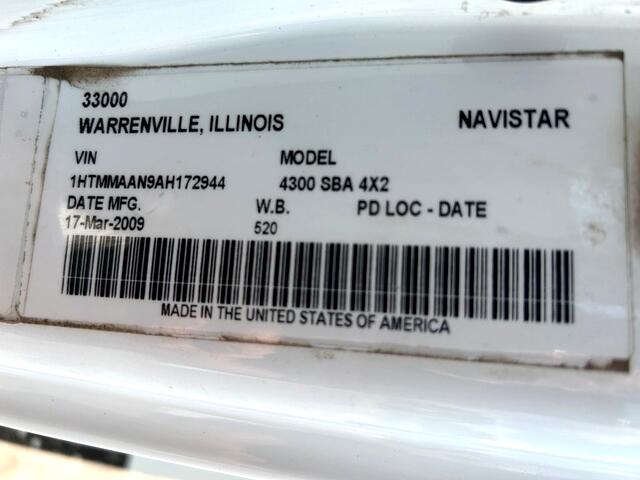 33000
WARRENVILLE, ILLINOIS NAVISTAR
VIN MODEL
1HTMMAAN9AH172944 4300 SBA 4X2
DATE MFG. W.B. PD LOC - DATE
17-Mar-2009 520
MADE IN THE UNITED STATES OF AMERICA